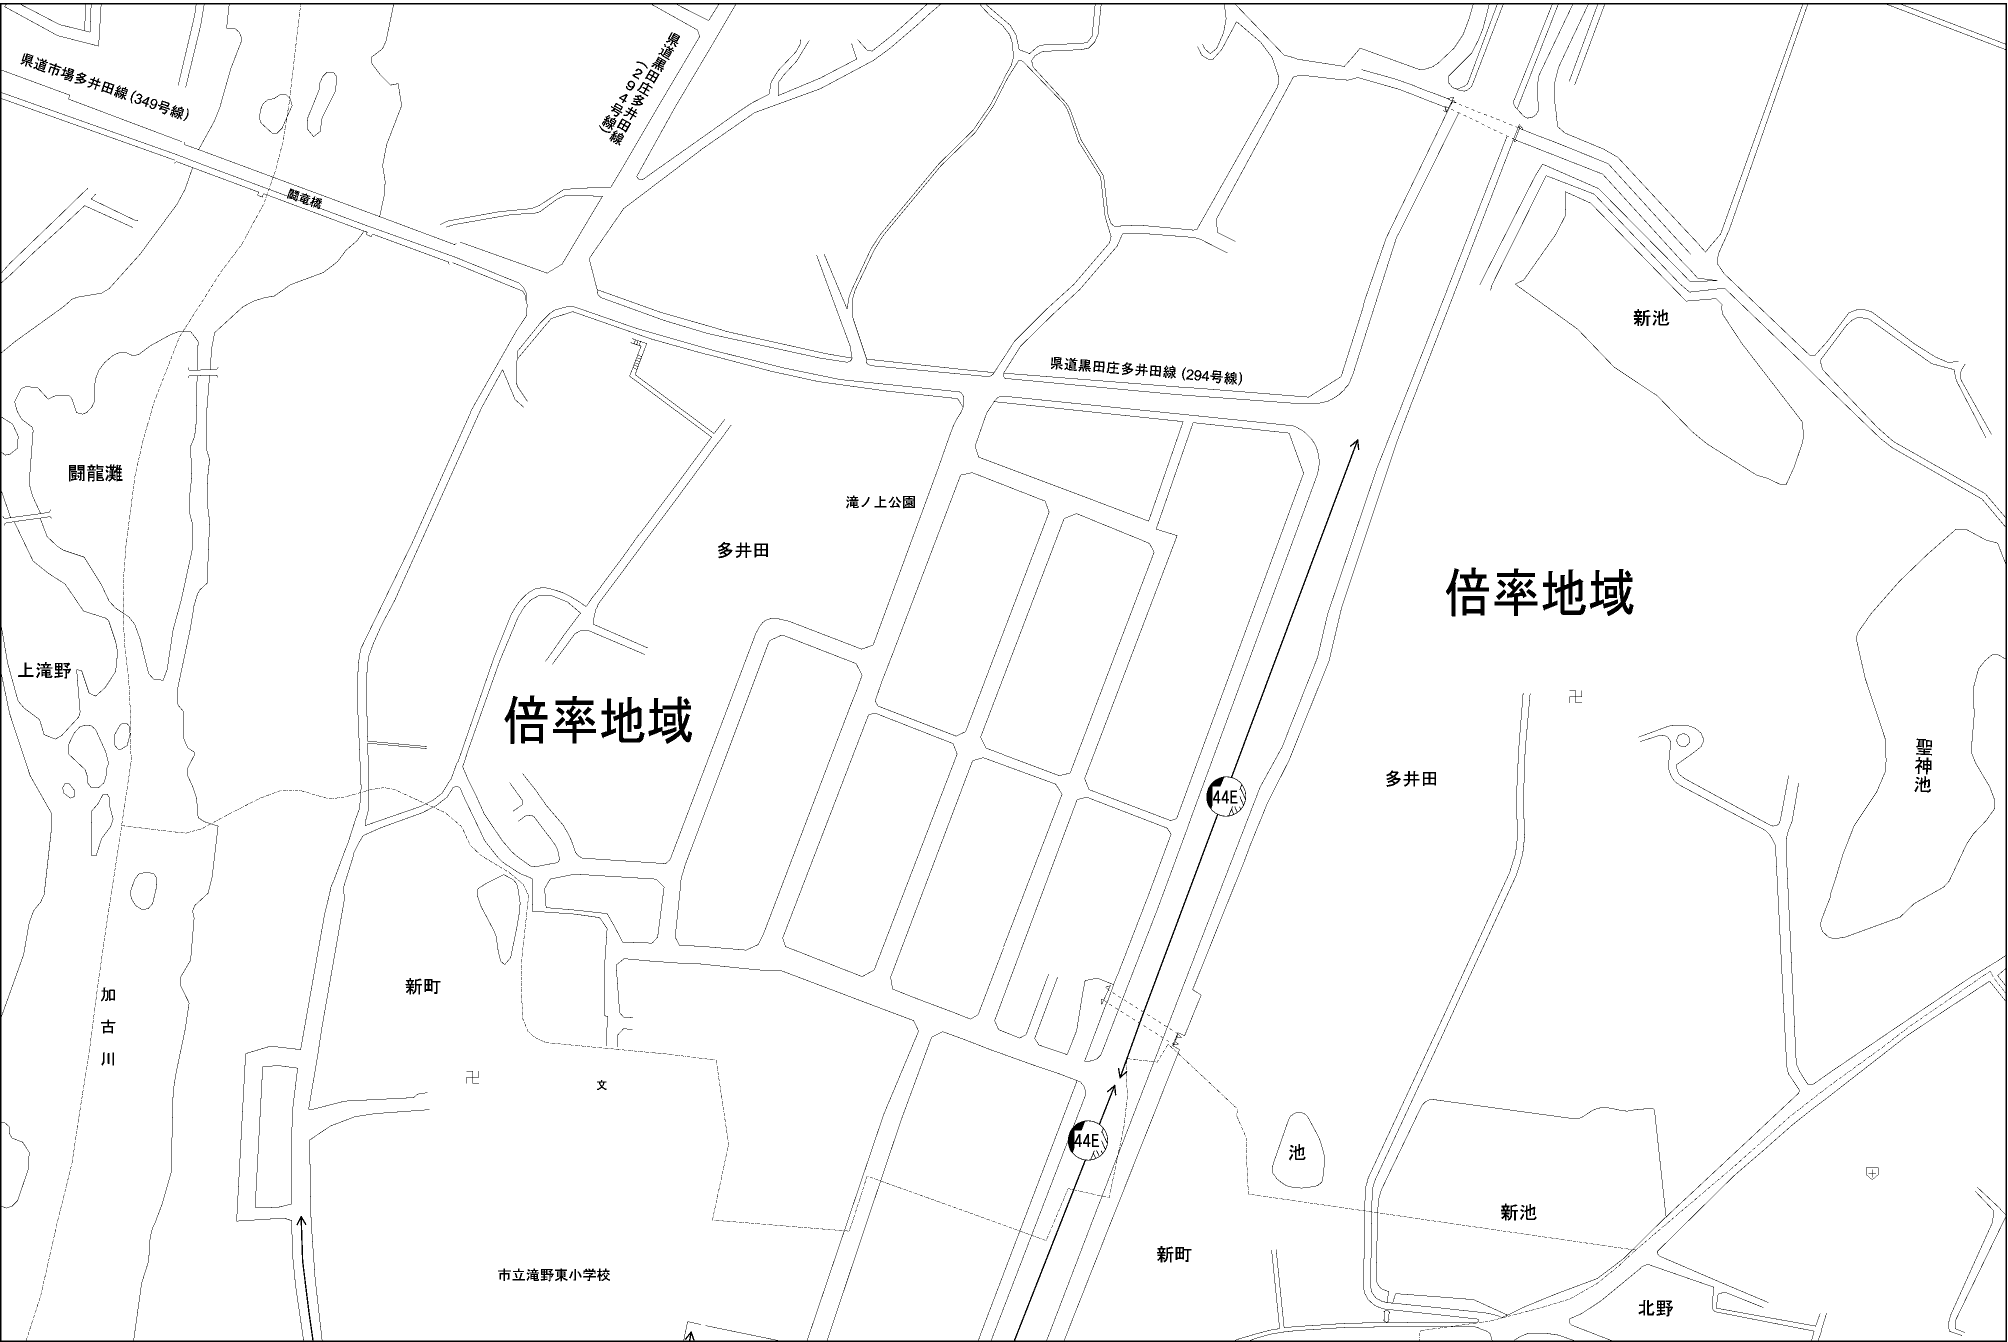 県道市場多井田線 (349号線)
県道黒田庄多井田線
(294号線)
闘竜橋
新池
県道黒田庄多井田線 (294号線)
闘龍灘
滝ノ上公園
多井田
倍率地域
上滝野
倍率地域
卍
聖神池
多井田
44E
新町
加古川
卍
文
44E
池
新池
新町
市立滝野東小学校
北野